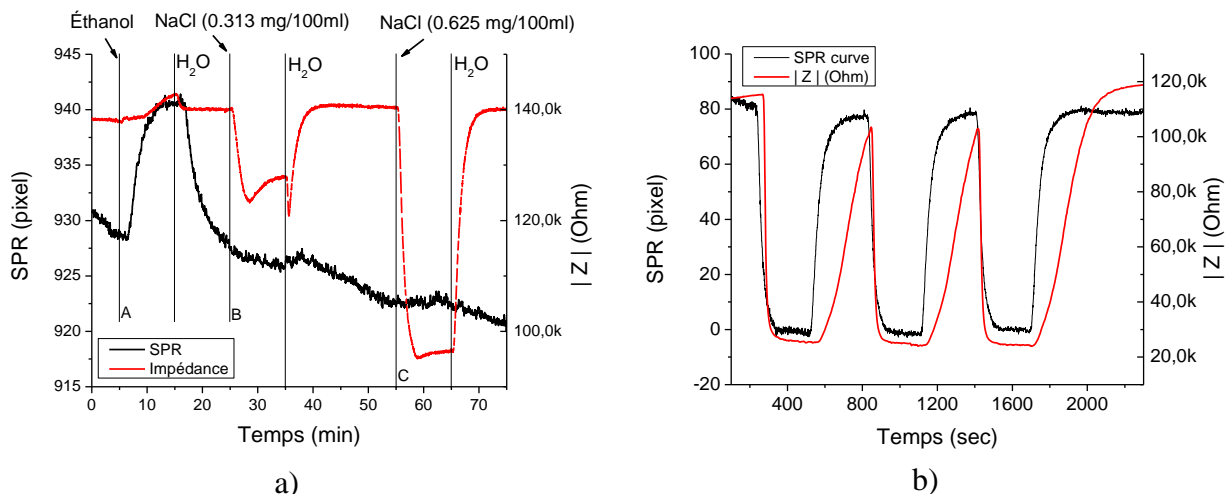 Éthanol
NaCl (0.313 mg/100ml)
NaCl (0.625 mg/100ml)
H2O
H2O
H2O
945
940
935
930
925
920
915
SPR (pixel)
140,0k
120,0k
100,0k
| Z | (Ohm)
A
B
C
SPR
Impédance
0
10
20
30
40
50
60
70
Temps (min)
a)
100
80
60
40
20
0
-20
SPR (pixel)
SPR curve
| Z | (Ohm)
120,0k
100,0k
80,0k
60,0k
40,0k
20,0k
| Z | (Ohm)
400
800
1200
1600
2000
Temps (sec)
b)